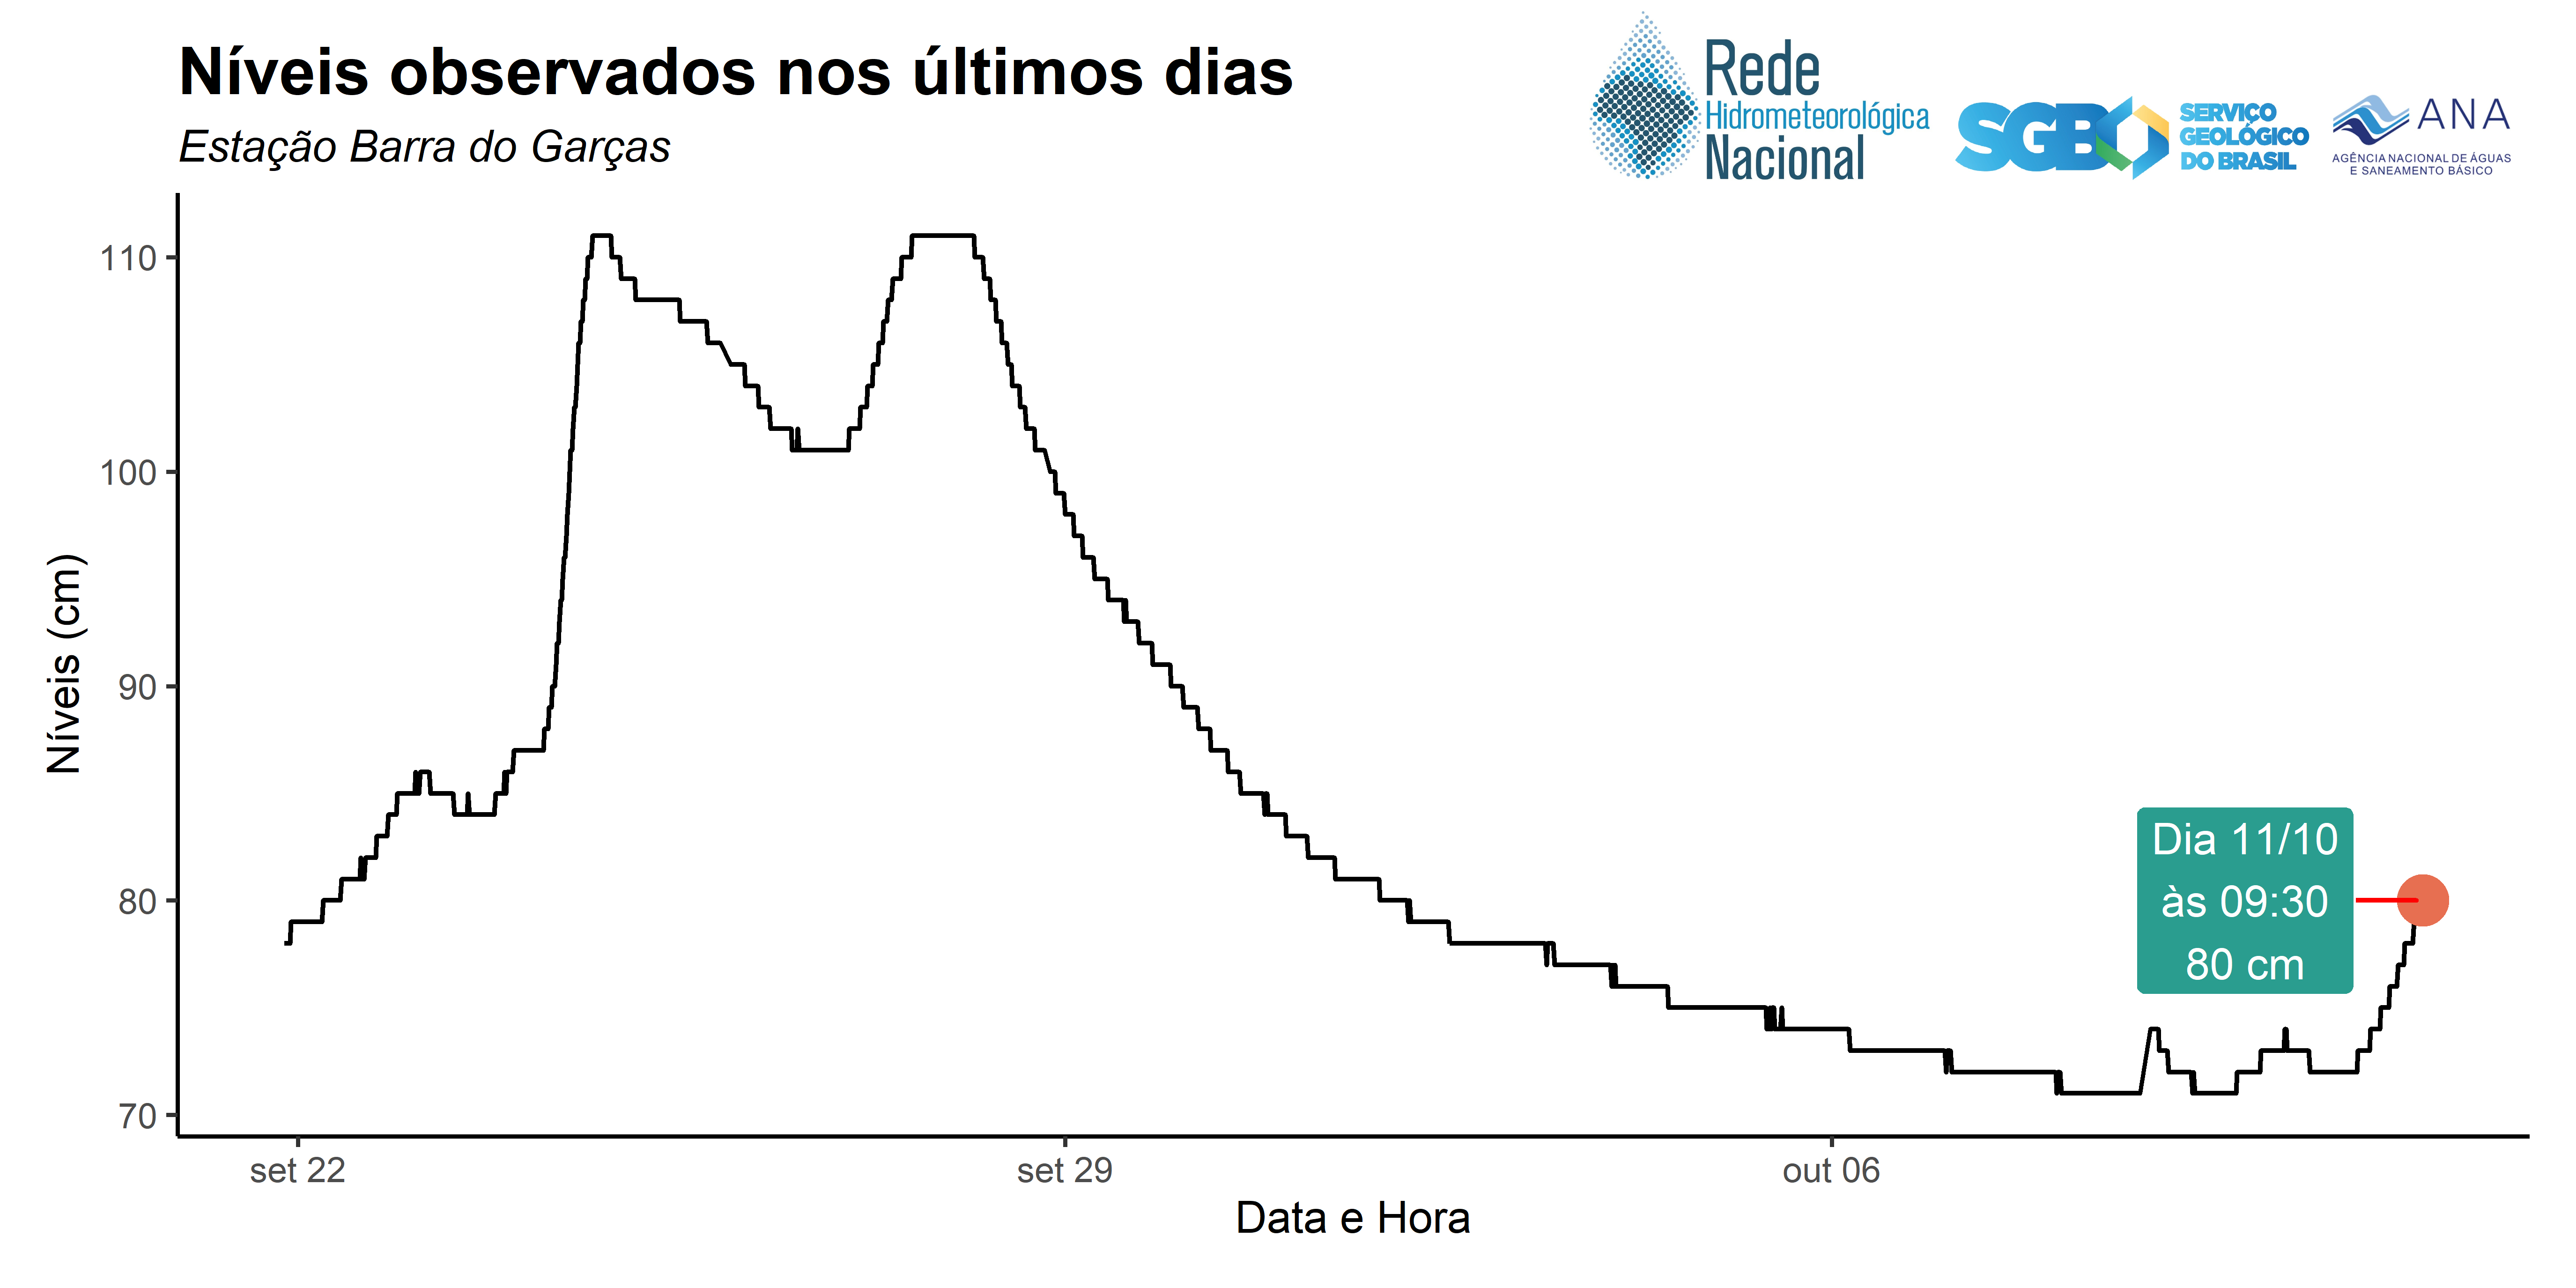 Níveis observados nos últimos dias
Estação Barra do Garças
Rede
Hidrometeorológica
Nacional
SGB
SERVIÇO
GEOLÓGICO
DO BRASIL
ANA
AGÊNCIA NACIONAL DE ÁGUAS
E SANEAMENTO BÁSICO
Níveis (cm)
110
100
90
80
70
Dia 11/10
às 09:30
80 cm
set 22
set 29
out 06
Data e Hora